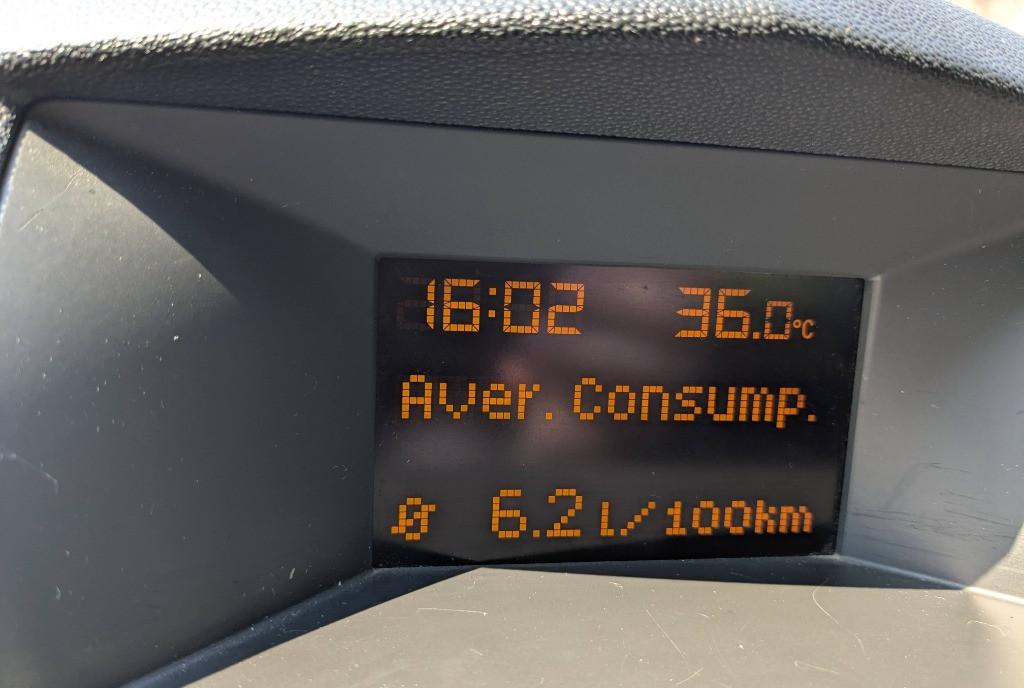 16:02 36.0°C
Aver. Consump.
Ø 6.2 l/100km